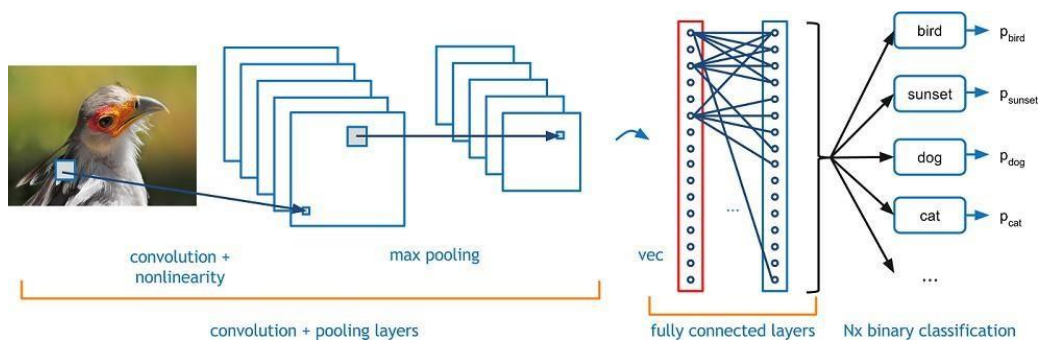 convolution +
nonlinearity
max pooling
convolution + pooling layers
vec
...
fully connected layers
bird
p_bird
sunset
p_sunset
dog
p_dog
cat
p_cat
...
Nx binary classification